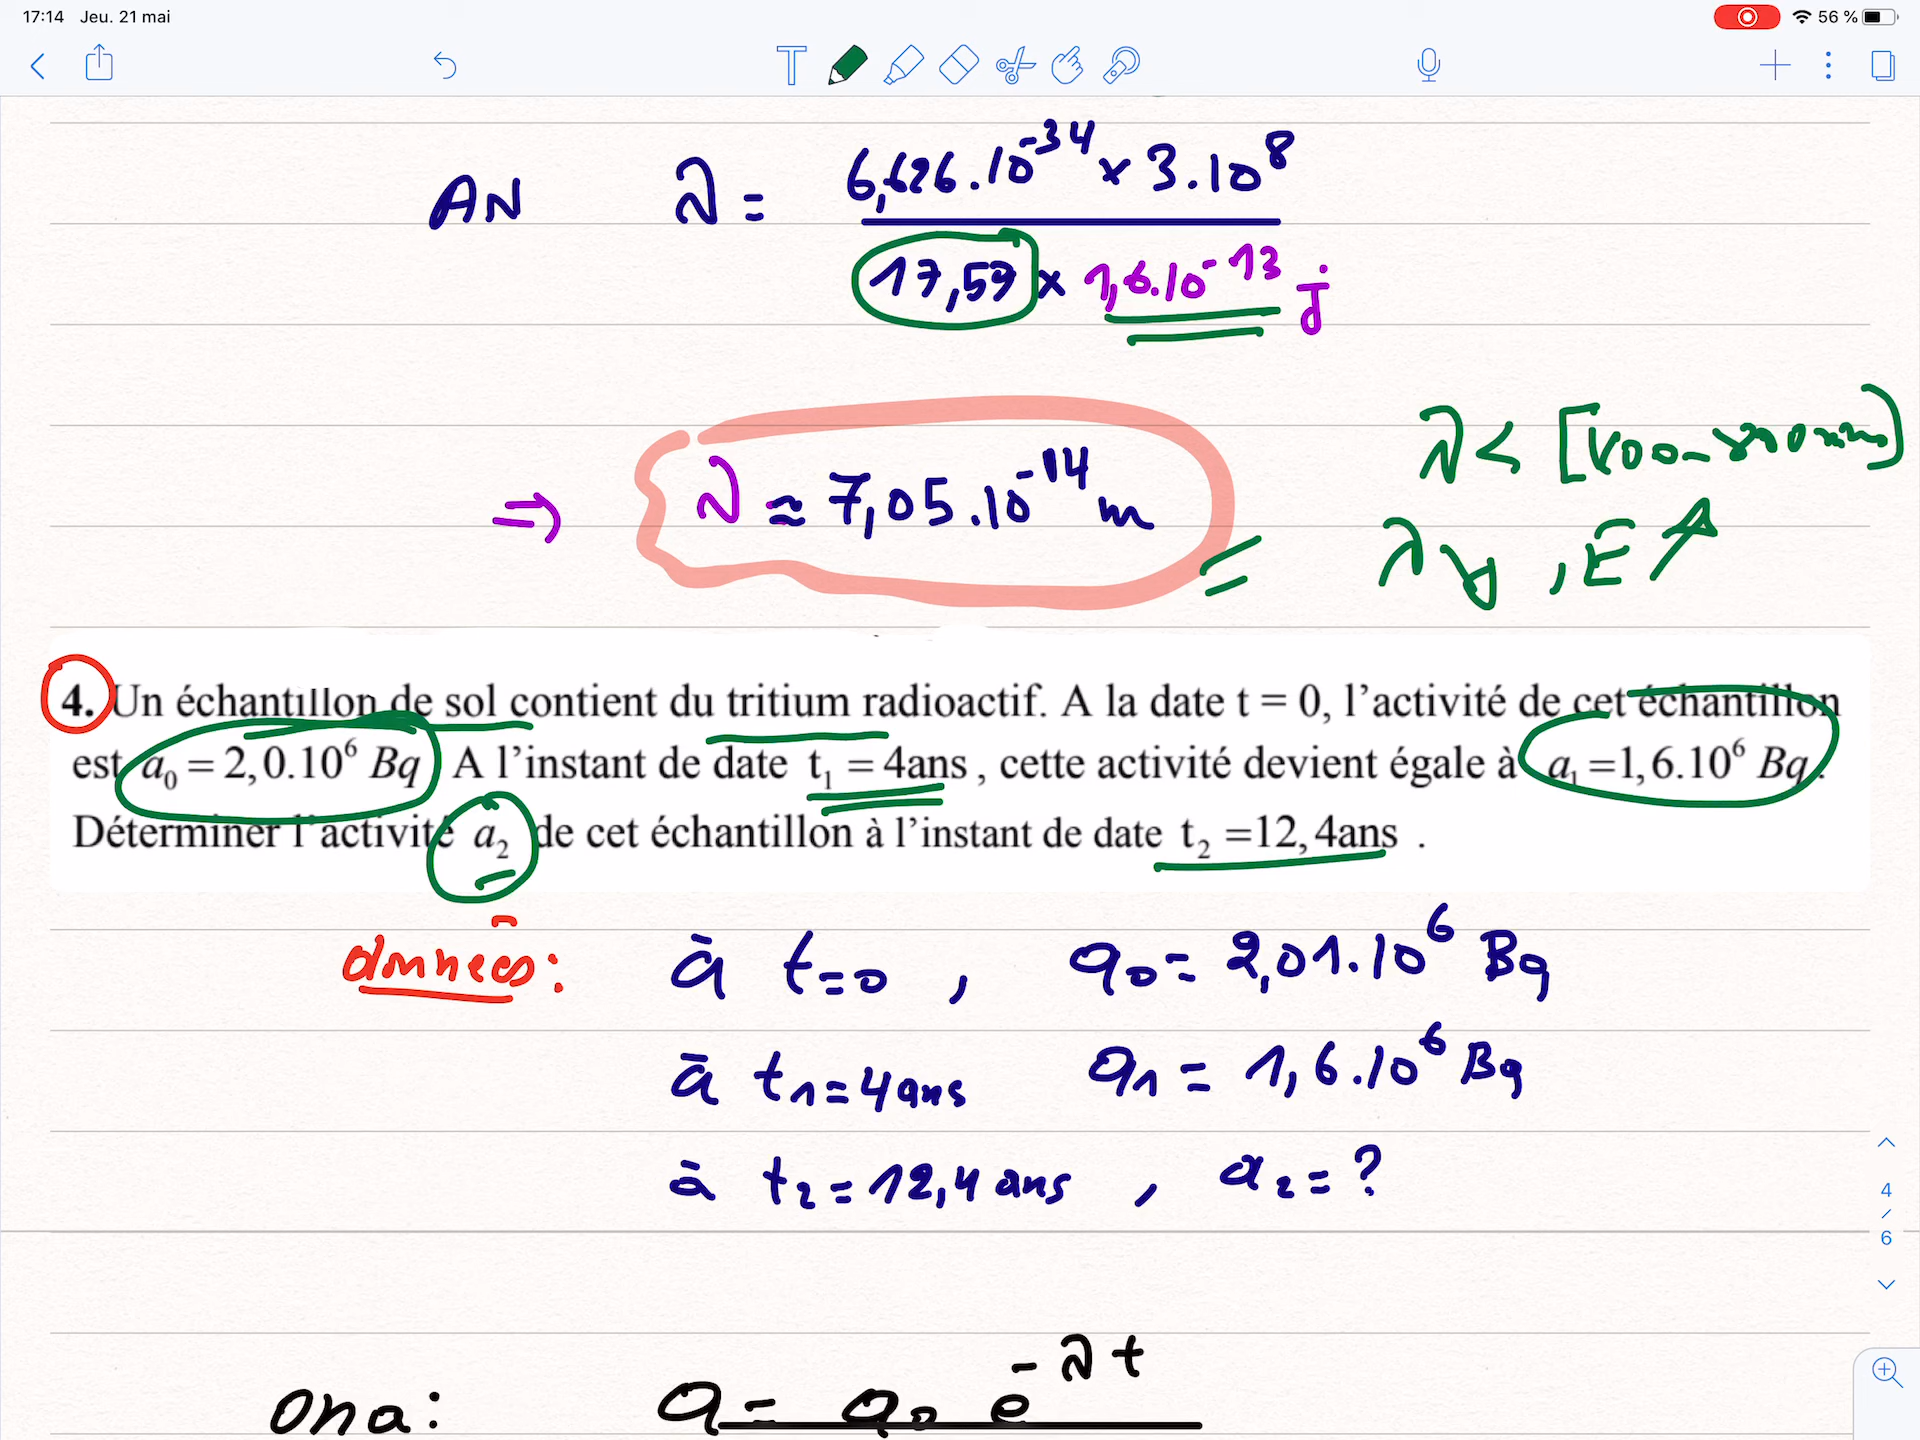 17:14 Jeu. 21 mai
56 %
AN λ = 6,626.10^-34 × 3.10^8
17,57 × 1,6.10^-13 j
λ < [400-800nm]
⇒ λ ≈ 7,05.10^-14 m
λ ↘ , E ↗
4. Un échantillon de sol contient du tritium radioactif. A la date t = 0, l'activité de cet échantillon
est a₀ = 2,0.10⁶ Bq A l'instant de date t₁ = 4ans , cette activité devient égale à a₁ =1,6.10⁶ Bq.
Déterminer l'activité a₂ de cet échantillon à l'instant de date t₂ =12,4ans .
données: à t=0 , a₀ = 2,01.10⁶ Bq
à t₁=4ans a₁ = 1,6.10⁶ Bq
à t₂=12,4 ans , a₂ = ?
4
/
6
ona: a = a₀ e^-λt